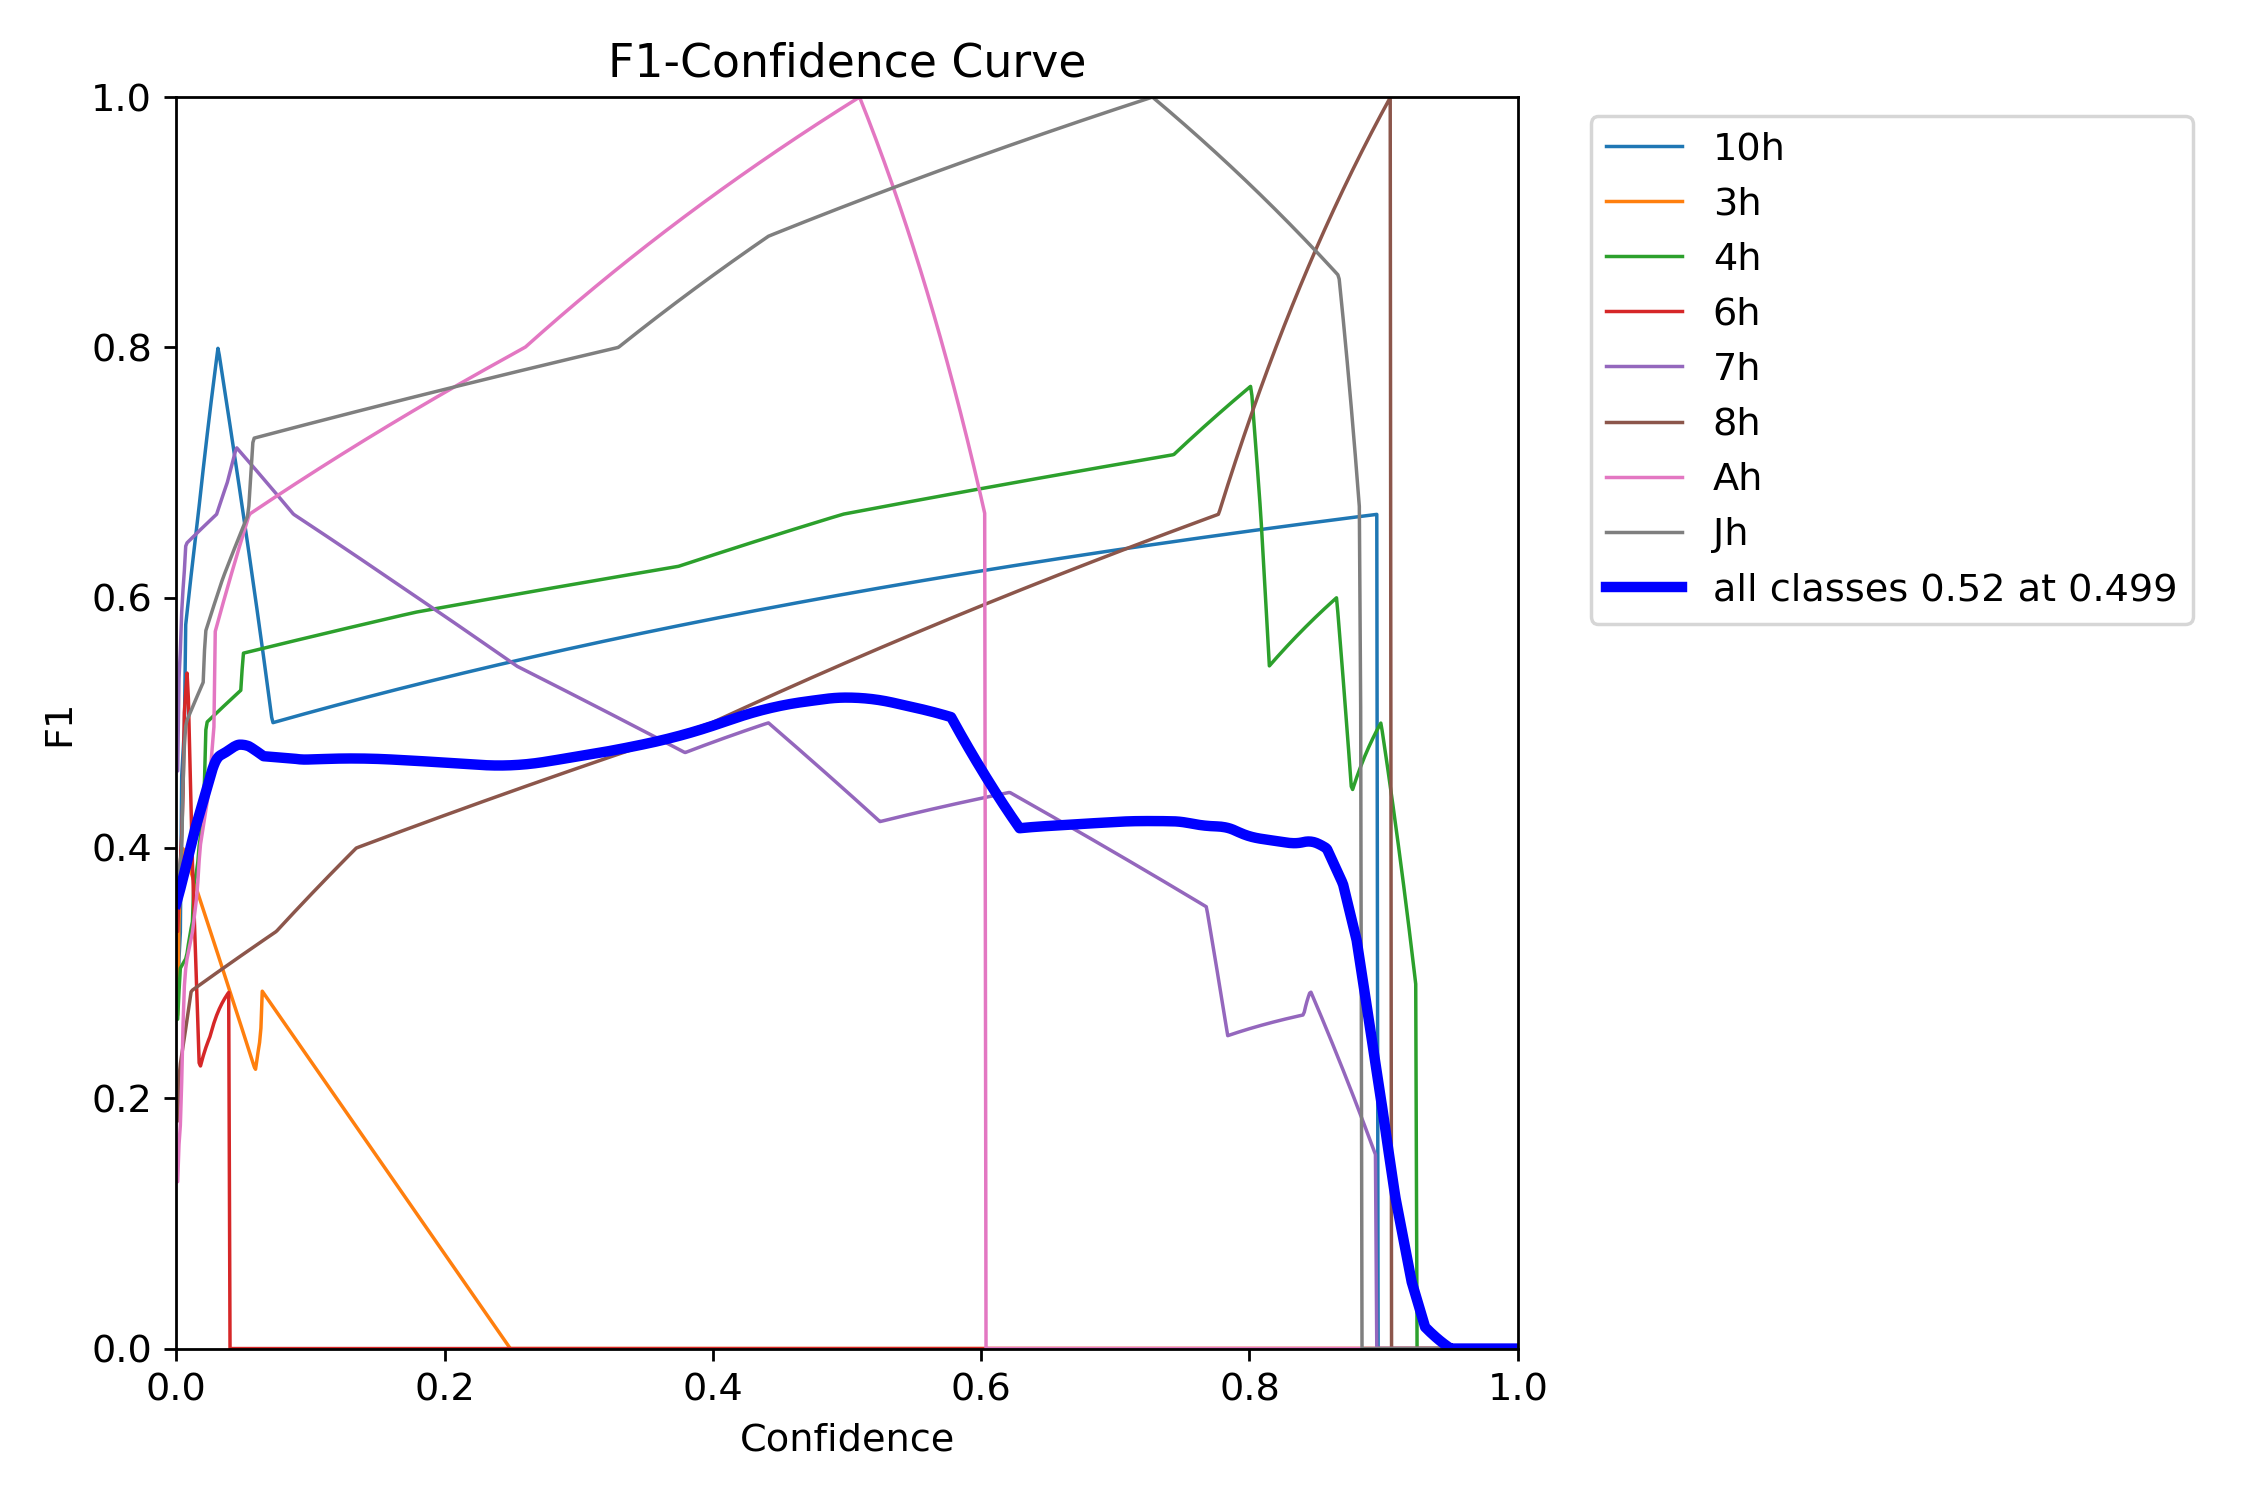 F1-Confidence Curve
1.0
0.8
0.6
0.4
0.2
0.0
F1
0.0 0.2 0.4 0.6 0.8 1.0
Confidence
10h
3h
4h
6h
7h
8h
Ah
Jh
all classes 0.52 at 0.499